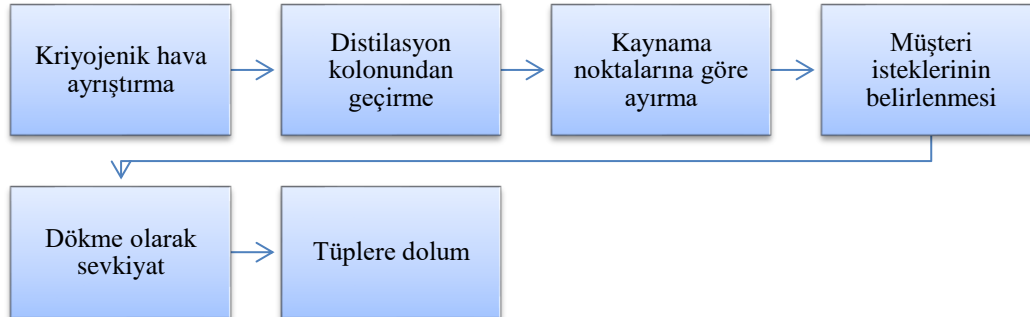 Kriyojenik hava
ayrıştırma
Distilasyon
kolonundan
geçirme
Kaynama
noktalarına göre
ayırma
Müşteri
isteklerinin
belirlenmesi
Dökme olarak
sevkiyat
Tüplere dolum